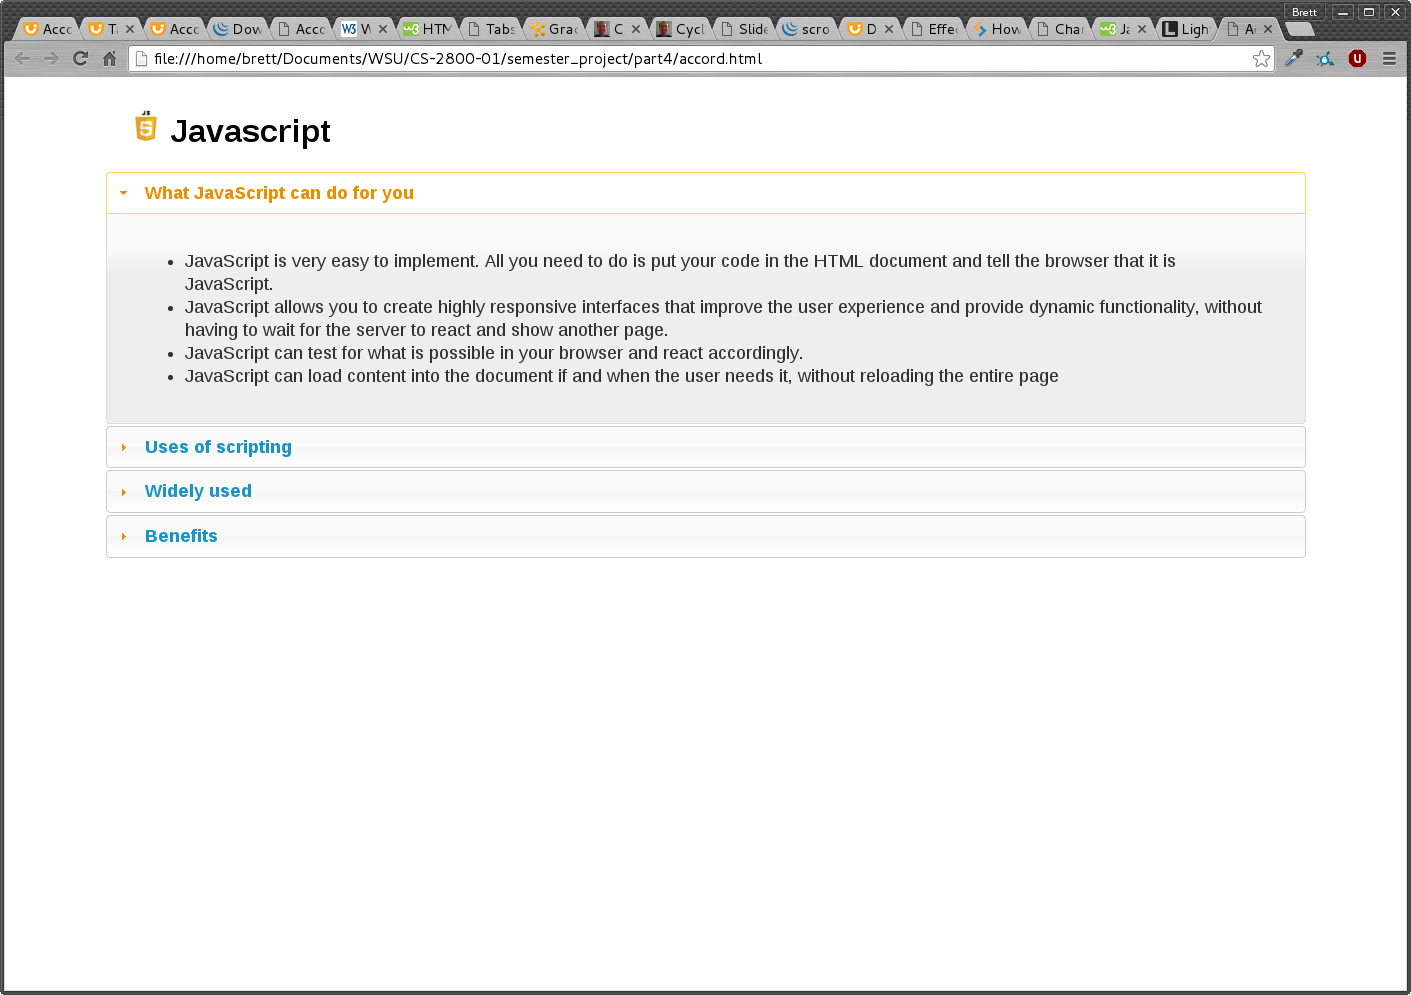 Brett
Acco
T
Acco
Dow
Acco
W3 W
w3 HTM
Tabs
Grac
C
Cycl
Slide
scro
D
Effec
How
Char
w3 Ja
L Ligh
A
file:///home/brett/Documents/WSU/CS-2800-01/semester_project/part4/accord.html
JS
5
Javascript
What JavaScript can do for you
• JavaScript is very easy to implement. All you need to do is put your code in the HTML document and tell the browser that it is
JavaScript.
• JavaScript allows you to create highly responsive interfaces that improve the user experience and provide dynamic functionality, without
having to wait for the server to react and show another page.
• JavaScript can test for what is possible in your browser and react accordingly.
• JavaScript can load content into the document if and when the user needs it, without reloading the entire page
Uses of scripting
Widely used
Benefits